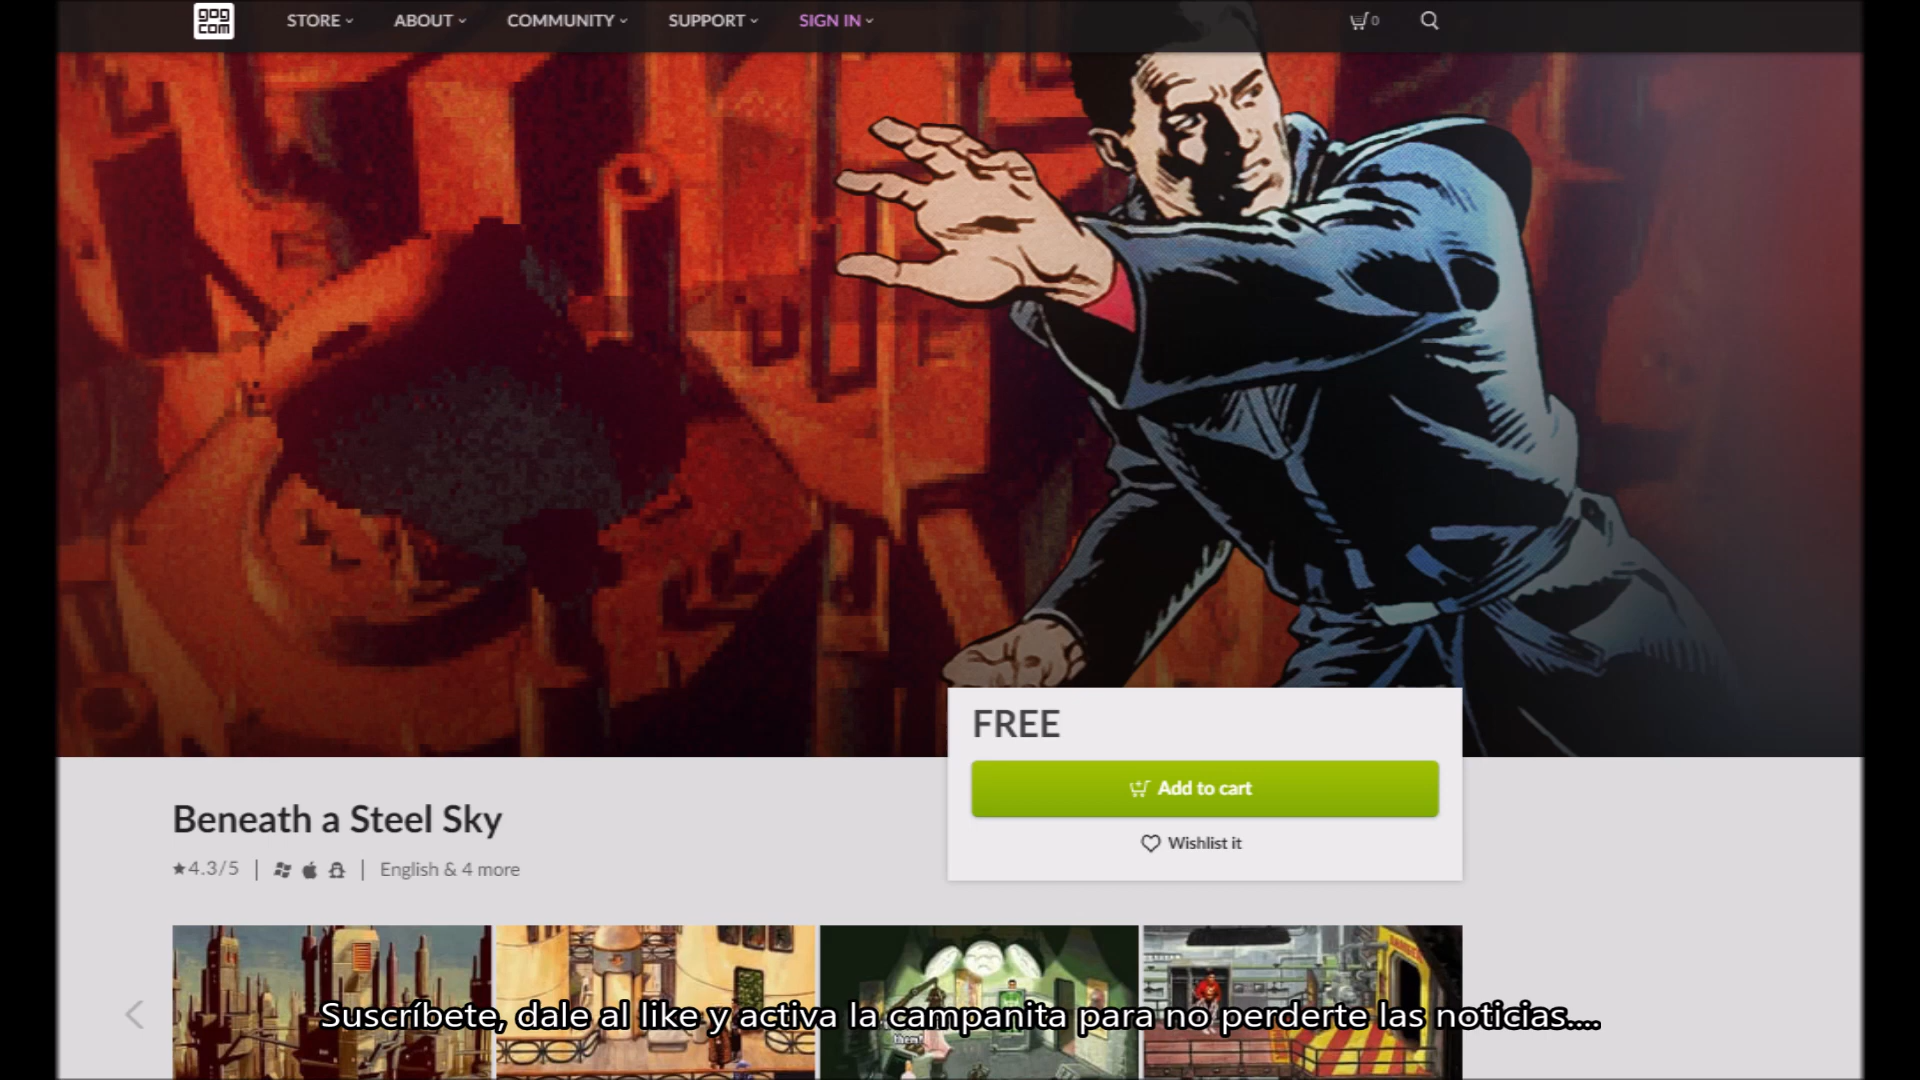 gog
com
STORE
ABOUT
COMMUNITY
SUPPORT
SIGN IN
0
FREE
Add to cart
Wishlist it
Beneath a Steel Sky
4.3/5
English & 4 more
Suscríbete, dale al like y activa la campanita para no perderte las noticias....
them!